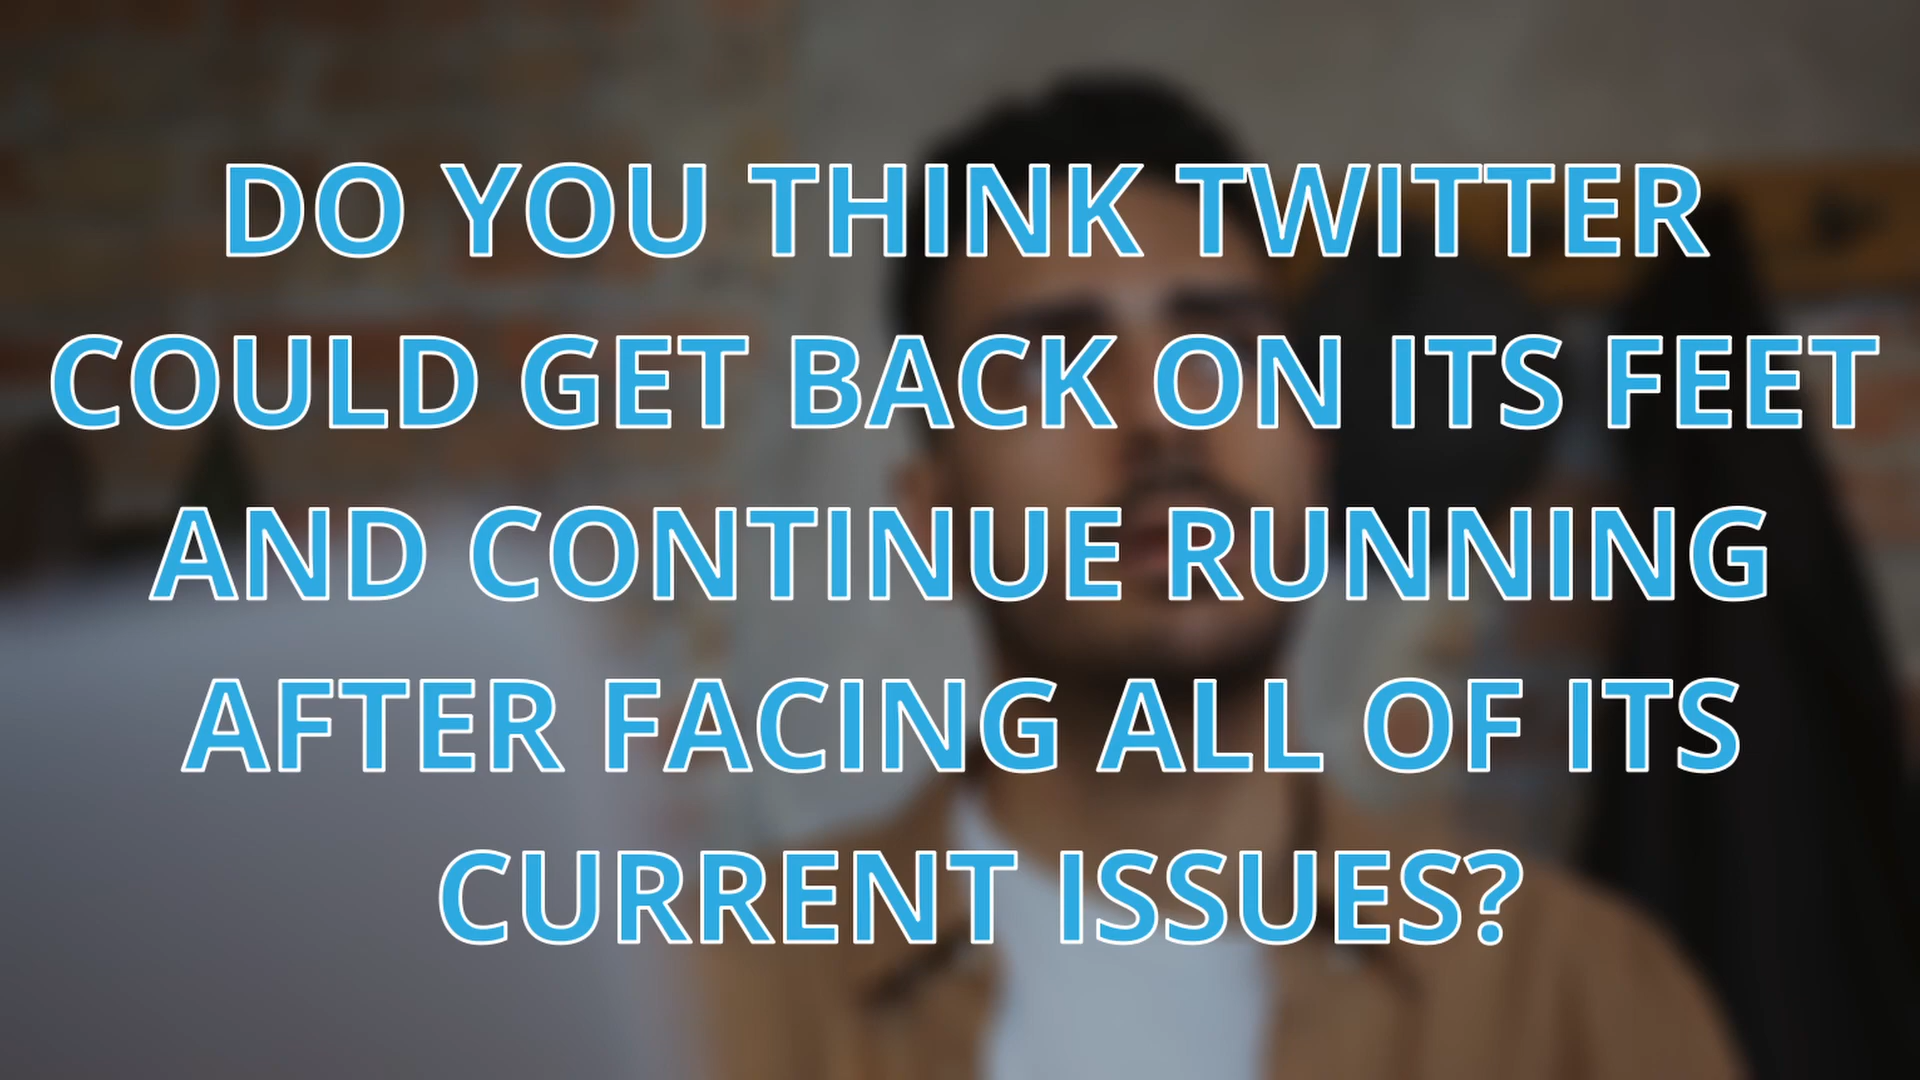 DO YOU THINK TWITTER
COULD GET BACK ON ITS FEET
AND CONTINUE RUNNING
AFTER FACING ALL OF ITS
CURRENT ISSUES?